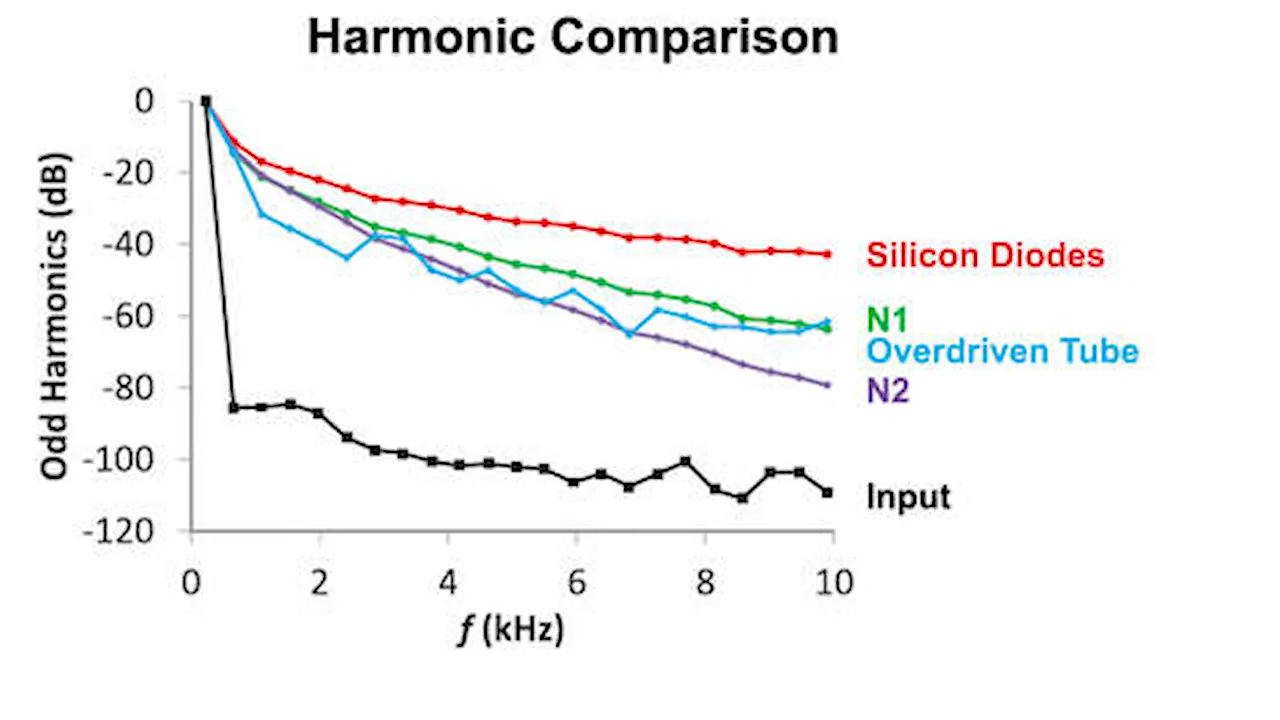 Harmonic Comparison
Odd Harmonics (dB)
0
-20
-40
-60
-80
-100
-120
0 2 4 6 8 10
f (kHz)
Silicon Diodes
N1
Overdriven Tube
N2
Input